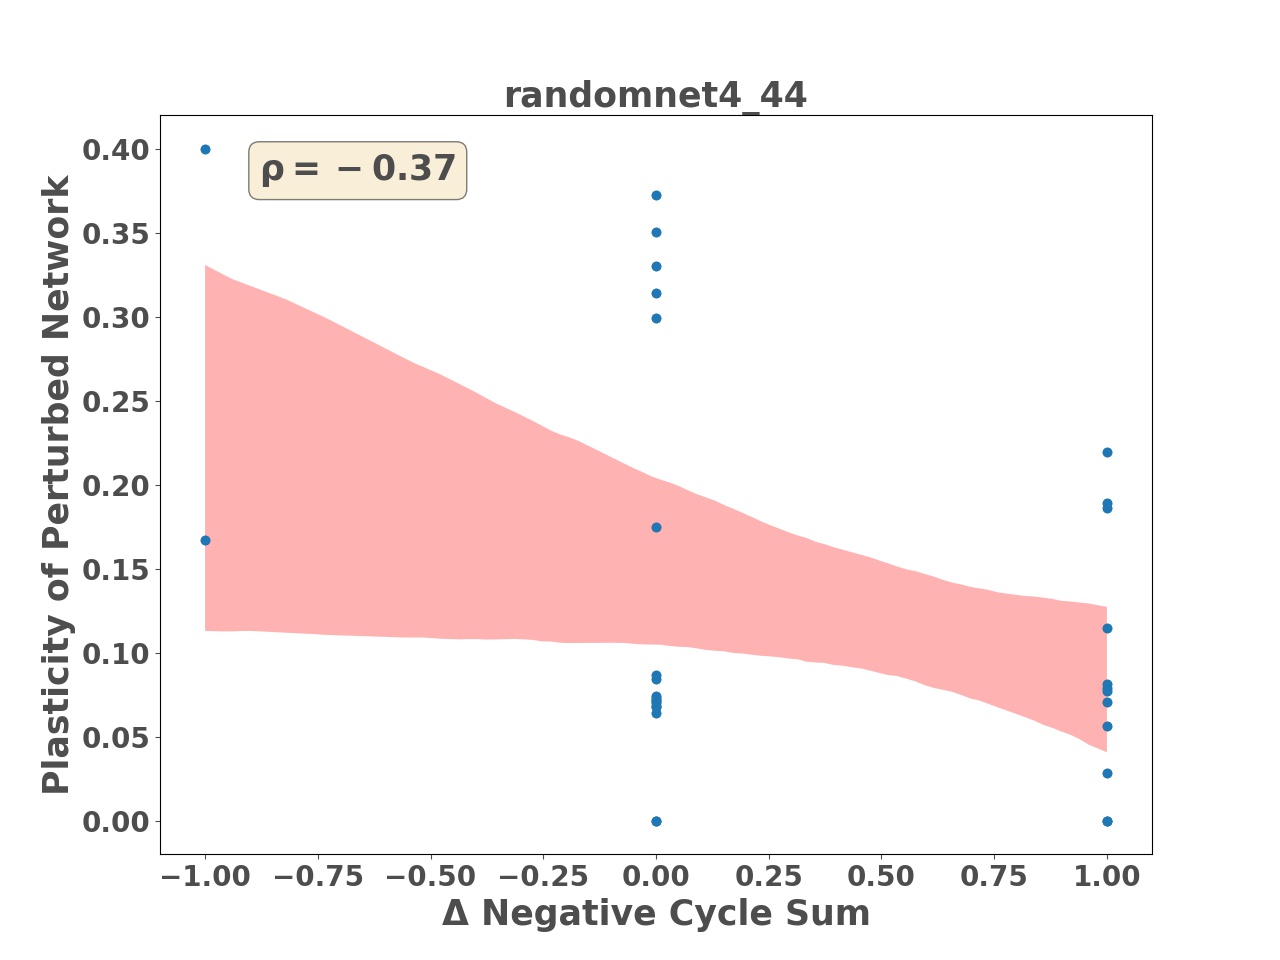 randomnet4_44
ρ = − 0.37
Plasticity of Perturbed Network
0.40
0.35
0.30
0.25
0.20
0.15
0.10
0.05
0.00
−1.00 −0.75 −0.50 −0.25 0.00 0.25 0.50 0.75 1.00
Δ Negative Cycle Sum